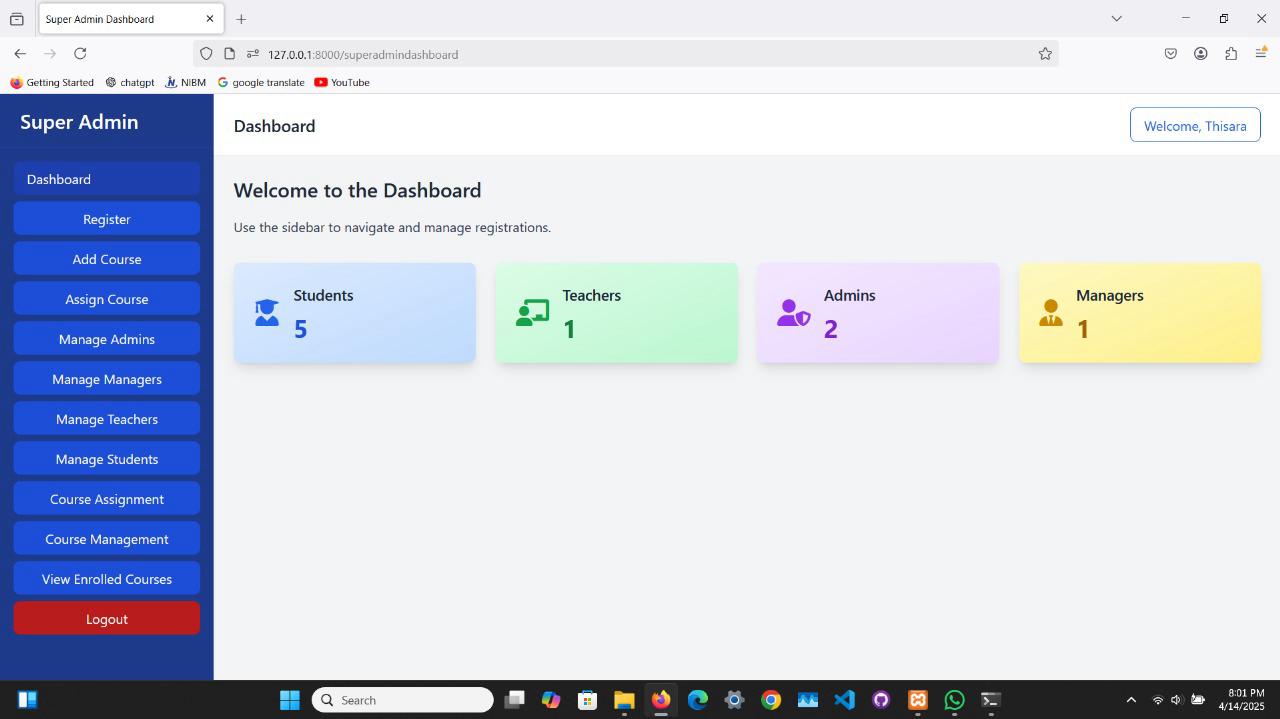 Super Admin Dashboard
127.0.0.1:8000/superadmindashboard
Getting Started chatgpt NIBM google translate YouTube
Super Admin
Dashboard
Register
Add Course
Assign Course
Manage Admins
Manage Managers
Manage Teachers
Manage Students
Course Assignment
Course Management
View Enrolled Courses
Logout
Dashboard
Welcome, Thisara
Welcome to the Dashboard
Use the sidebar to navigate and manage registrations.
Students
5
Teachers
1
Admins
2
Managers
1
Search
8:01 PM
4/14/2025